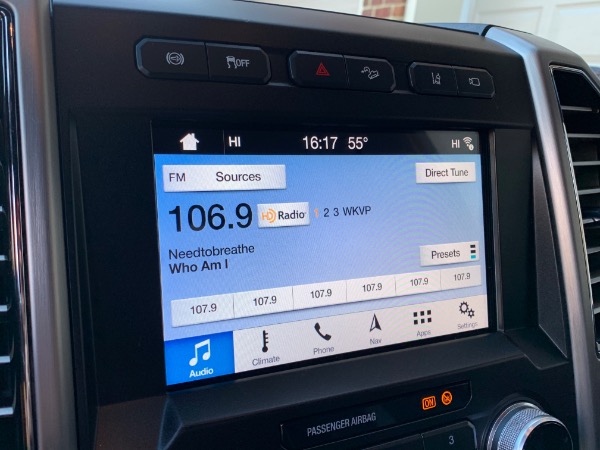 OFF
HI 16:17 55° HI
FM Sources Direct Tune
106.9 HD Radio 1 2 3 WKVP
Needtobreathe
Who Am I
Presets
107.9 107.9 107.9 107.9 107.9 107.9
Audio Climate Phone Nav Apps Settings
PASSENGER AIRBAG ON
3